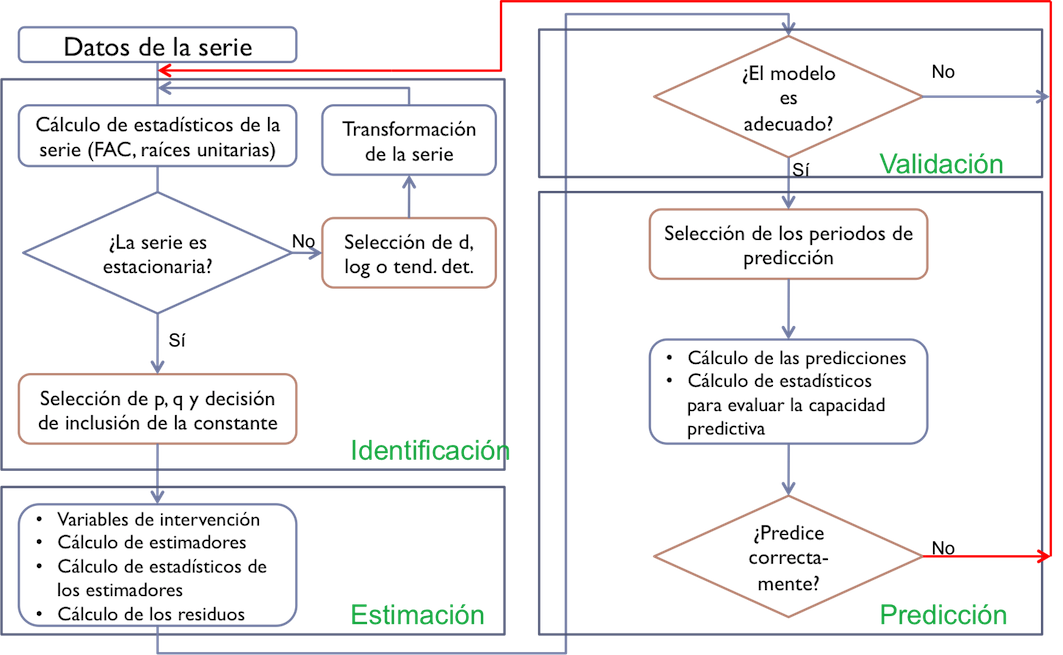 Datos de la serie
Cálculo de estadísticos de la
serie (FAC, raíces unitarias)
Transformación
de la serie
¿La serie es
estacionaria?
No
Selección de d,
log o tend. det.
Sí
Selección de p, q y decisión
de inclusión de la constante
Identificación
• Variables de intervención
• Cálculo de estimadores
• Cálculo de estadísticos de
los estimadores
• Cálculo de los residuos
Estimación
¿El modelo
es
adecuado?
No
Validación
Sí
Selección de los periodos de
predicción
• Cálculo de las predicciones
• Cálculo de estadísticos
para evaluar la capacidad
predictiva
¿Predice
correcta-
mente?
No
Predicción